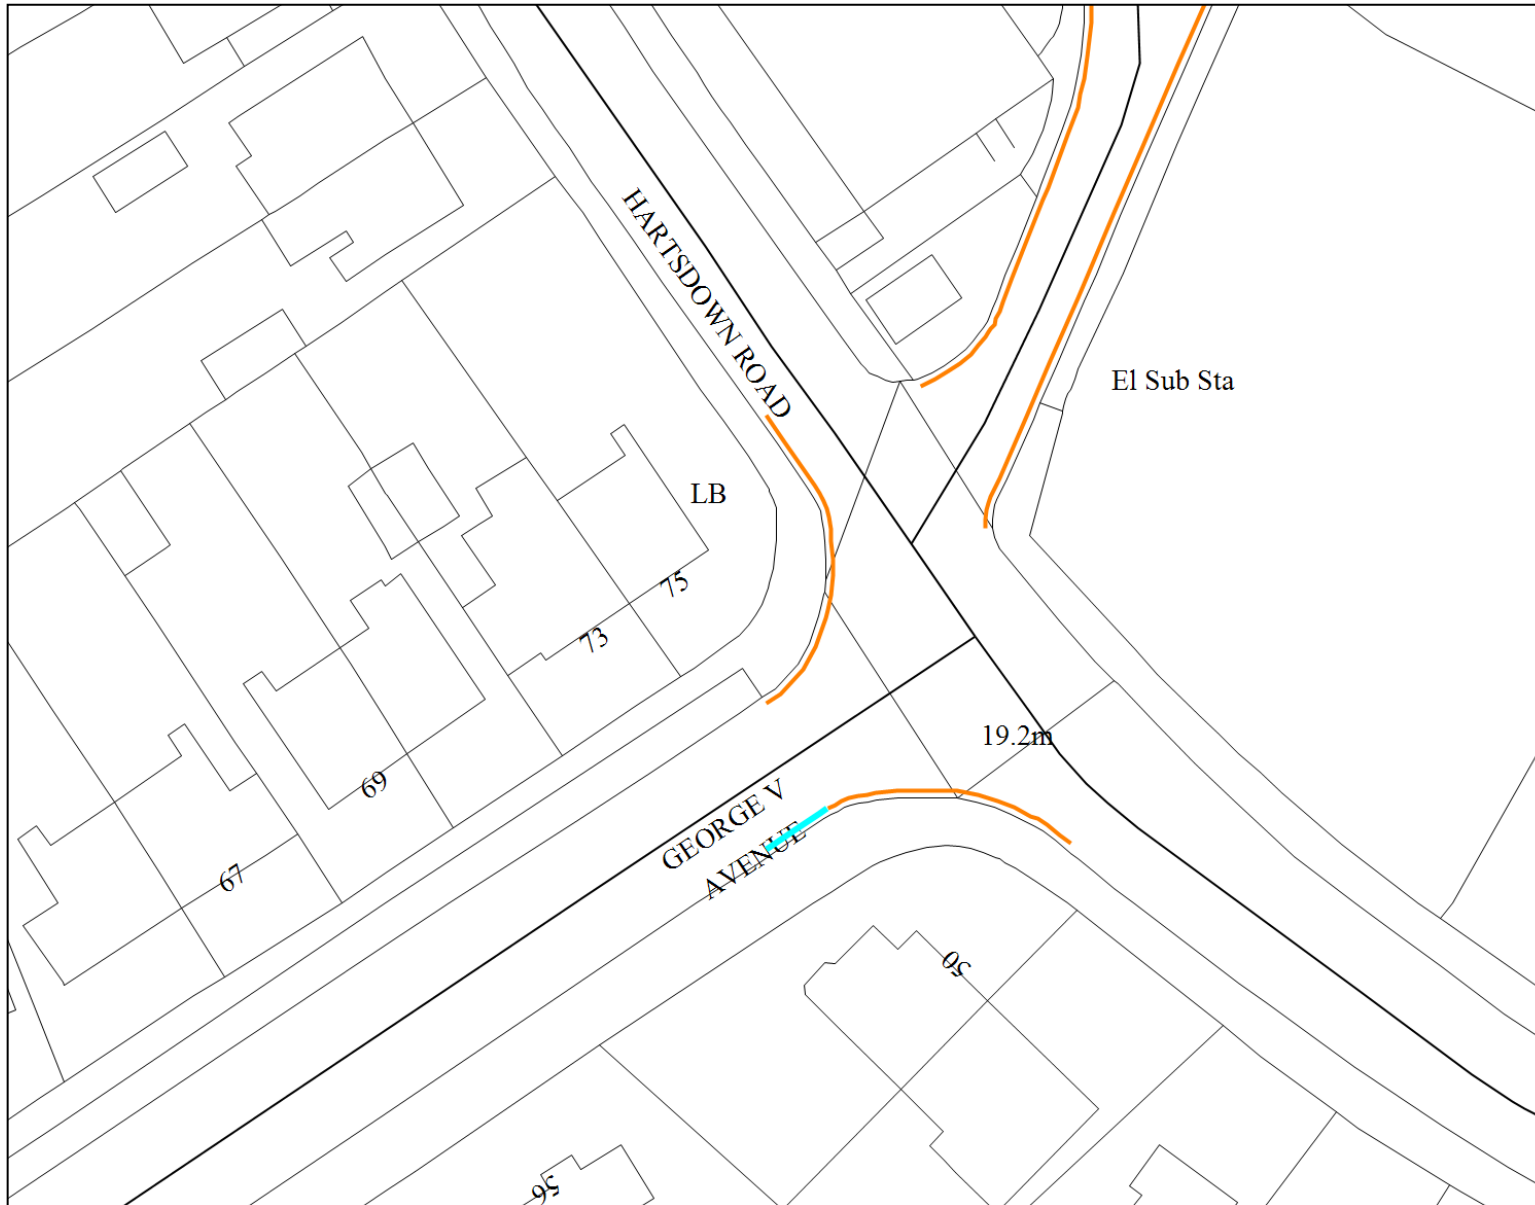 HARTSDOWN ROAD
El Sub Sta
LB
75
73
19.2m
69
GEORGE V
AVENUE
67
50
56